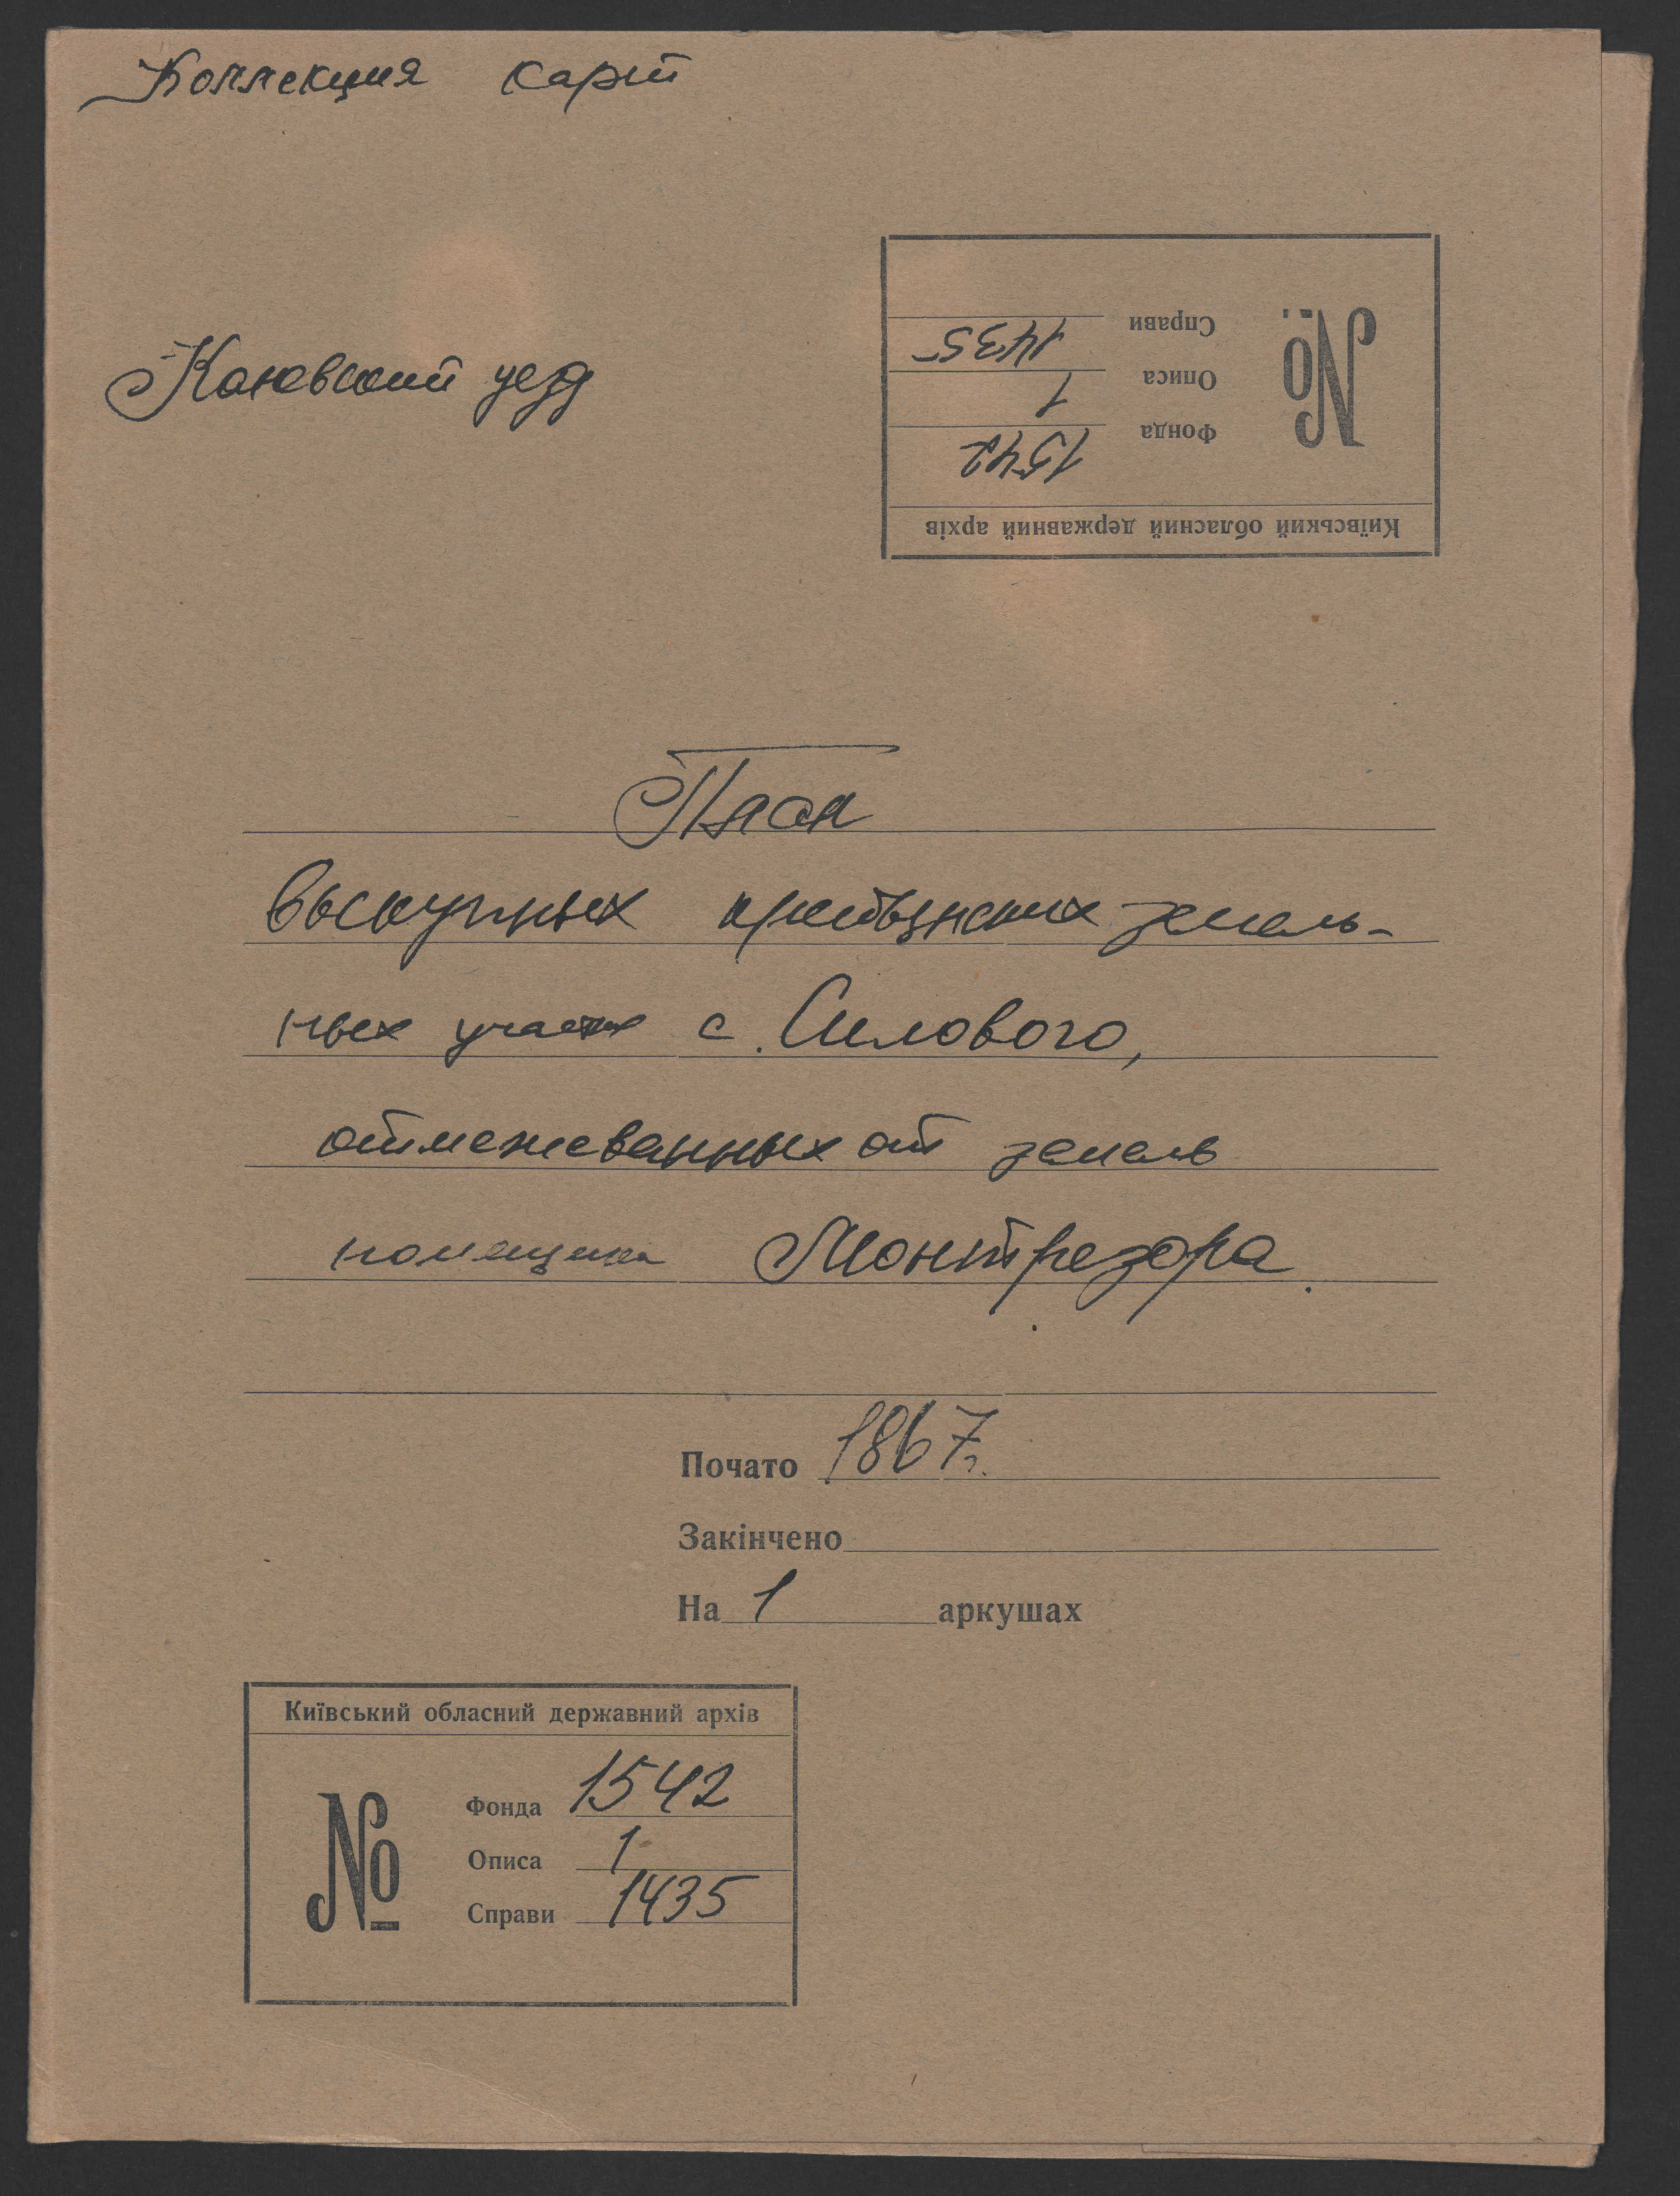 Коллекция карт
Каневский уезд
Справи 1435
Описа 1
Фонда 1542
№
Київський обласний державний архів
План
выкупных крестьянских земель-
ных участков с. Силового,
отмежеванных от земель
помещика Монтрезора.
Почато 1867 г.
Закінчено
На 1 аркушах
Київський обласний державний архів
№
Фонда 1542
Описа 1
Справи 1435